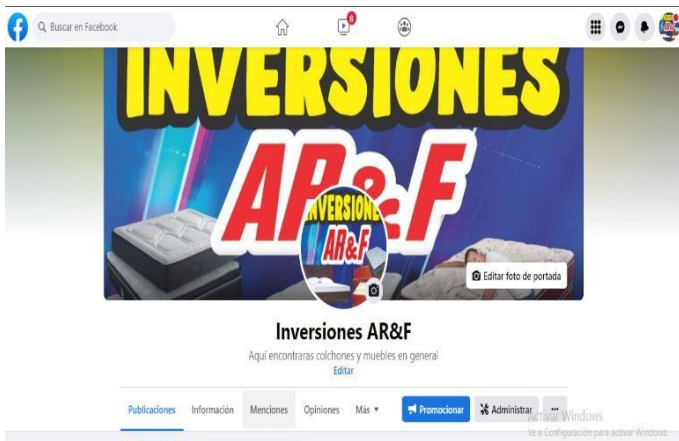 Buscar en Facebook
8
INVERSIONES
AR&F
INVERSIONE
AR&F
Editar foto de portada
Inversiones AR&F
Aquí encontraras colchones y muebles en general
Editar
Publicaciones Información Menciones Opiniones Más Promocionar Administrar
Activar Windows
Ve a Configuración para activar Windows.